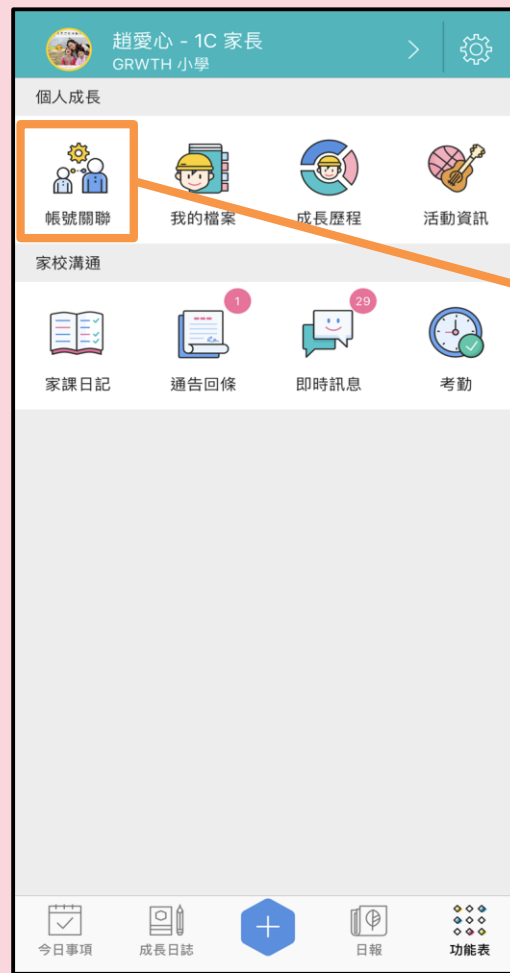 趙愛心 - 1C 家長
GRWTH 小學
個人成長
帳號關聯
我的檔案
成長歷程
活動資訊
家校溝通
1
29
家課日記
通告回條
即時訊息
考勤
今日事項
成長日誌
日報
功能表